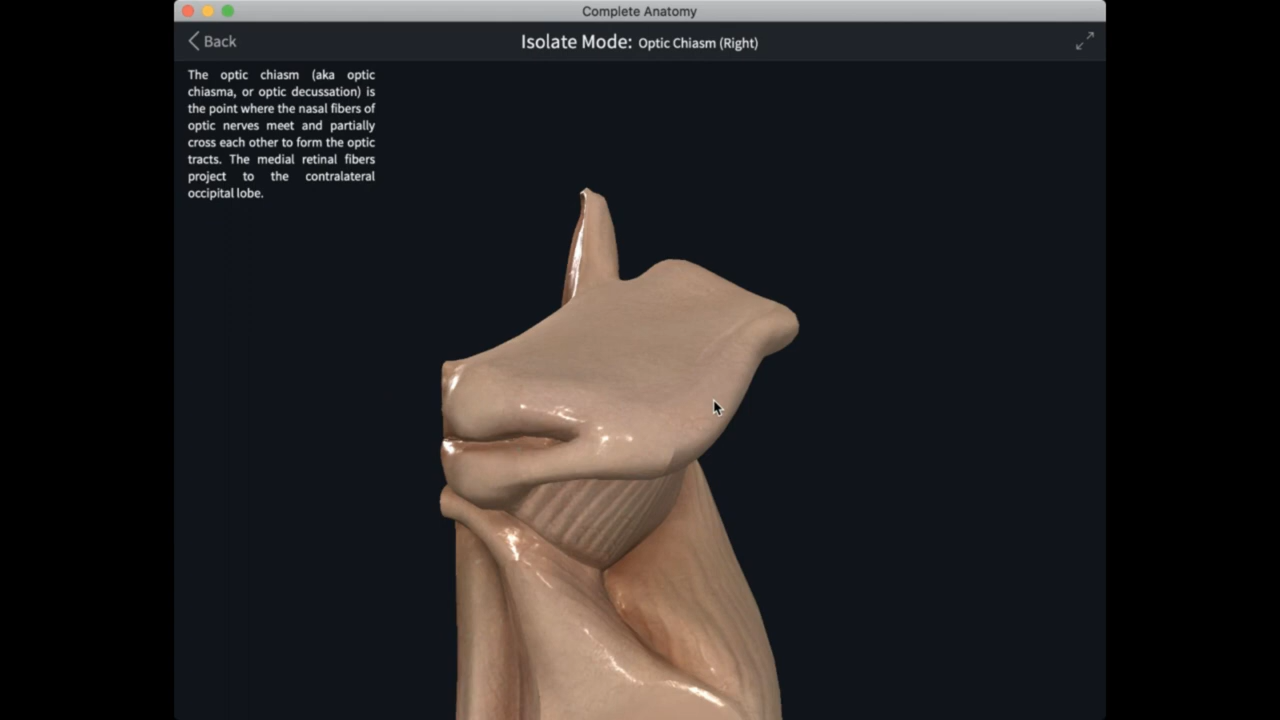 Complete Anatomy
Back
Isolate Mode: Optic Chiasm (Right)
The optic chiasm (aka optic
chiasma, or optic decussation) is
the point where the nasal fibers of
optic nerves meet and partially
cross each other to form the optic
tracts. The medial retinal fibers
project to the contralateral
occipital lobe.